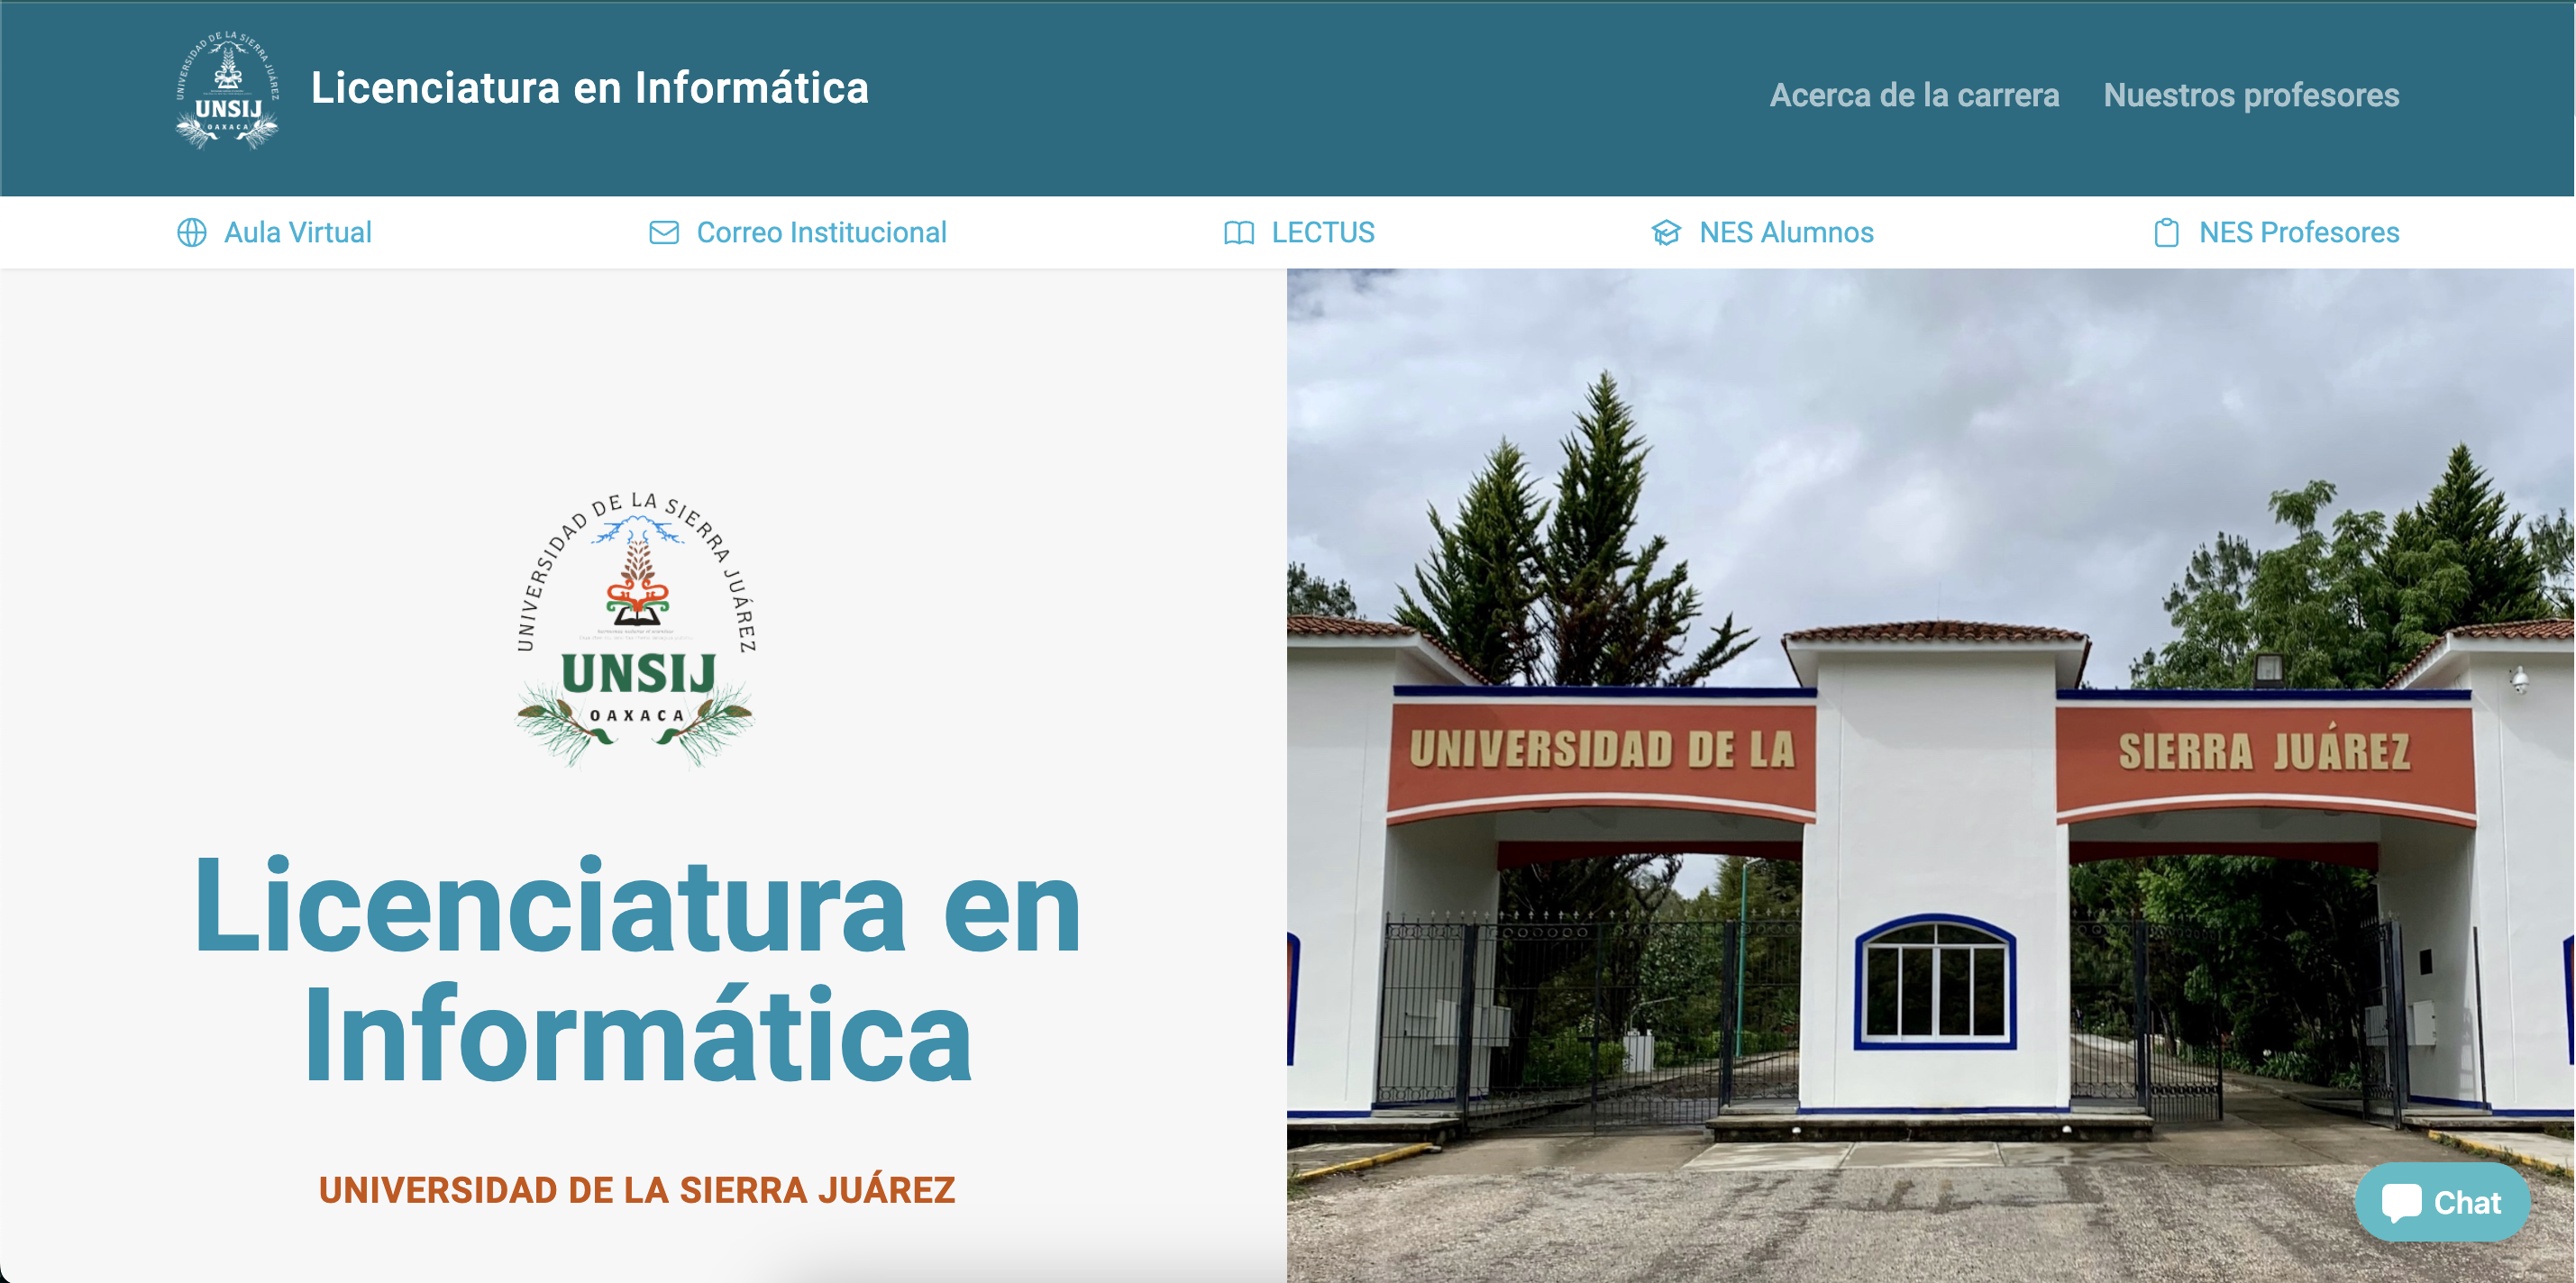 UNIVERSIDAD DE LA SIERRA JUÁREZ
UNSIJ
OAXACA
Licenciatura en Informática
Acerca de la carrera
Nuestros profesores
Aula Virtual
Correo Institucional
LECTUS
NES Alumnos
NES Profesores
UNIVERSIDAD DE LA SIERRA JUÁREZ
UNSIJ
OAXACA
Licenciatura en
Informática
UNIVERSIDAD DE LA SIERRA JUÁREZ
UNIVERSIDAD DE LA
SIERRA JUÁREZ
Chat